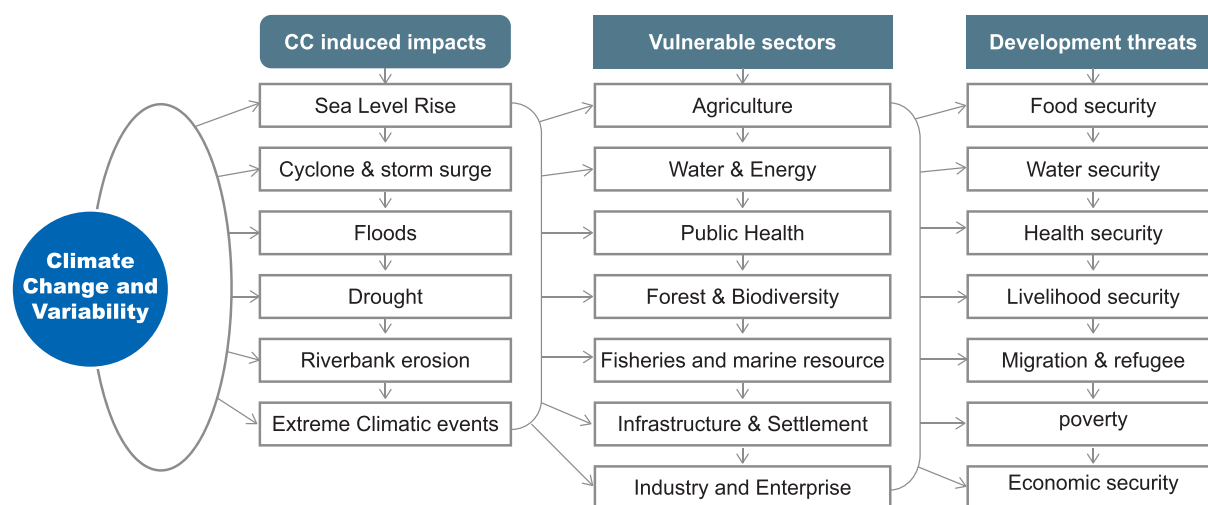 CC induced impacts
Vulnerable sectors
Development threats
Climate
Change and
Variability
Sea Level Rise
Cyclone & storm surge
Floods
Drought
Riverbank erosion
Extreme Climatic events
Agriculture
Water & Energy
Public Health
Forest & Biodiversity
Fisheries and marine resource
Infrastructure & Settlement
Industry and Enterprise
Food security
Water security
Health security
Livelihood security
Migration & refugee
poverty
Economic security